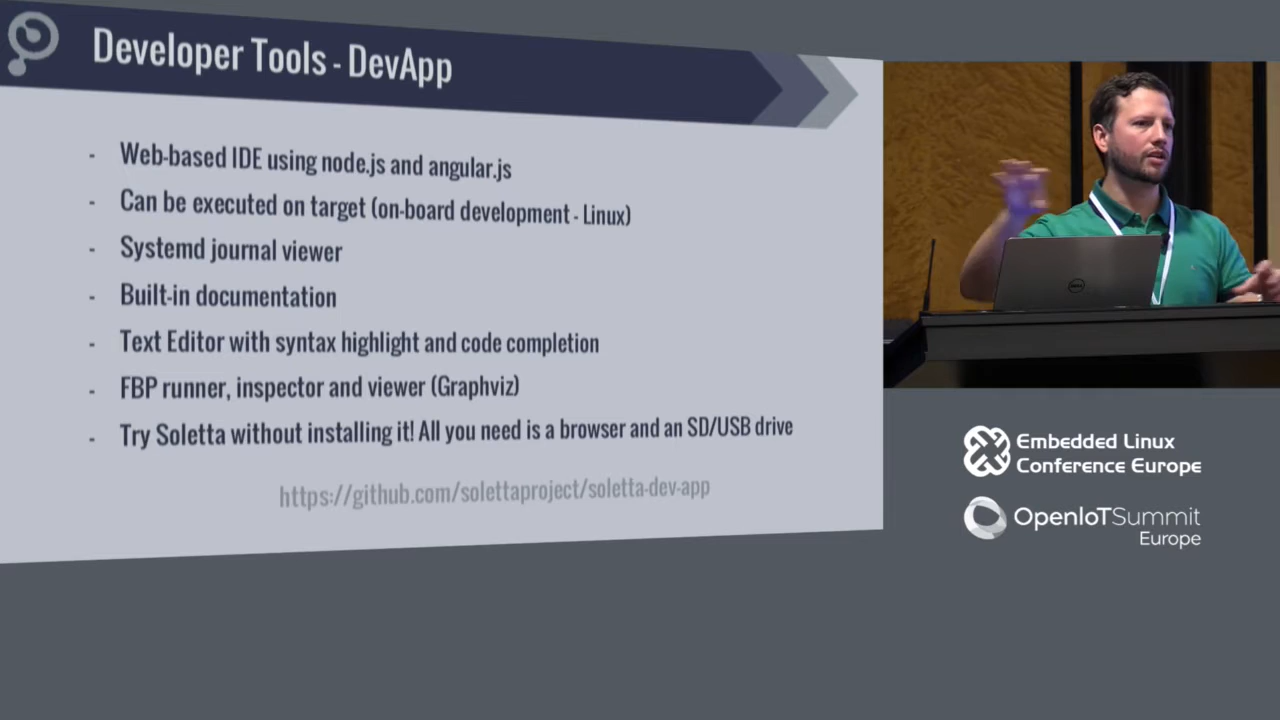 Developer Tools - DevApp
- Web-based IDE using node.js and angular.js
- Can be executed on target (on-board development - Linux)
- Systemd journal viewer
- Built-in documentation
- Text Editor with syntax highlight and code completion
- FBP runner, inspector and viewer (Graphviz)
- Try Soletta without installing it! All you need is a browser and an SD/USB drive
https://github.com/solettaproject/soletta-dev-app
DELL
Embedded Linux
Conference Europe
OpenIoTSummit
Europe